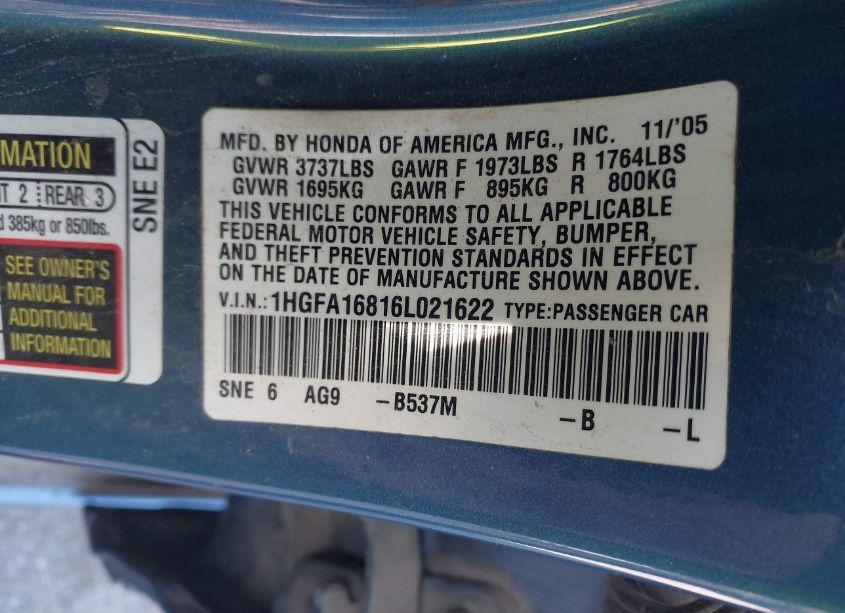 MATION
T 2 REAR 3
385kg or 850lbs.
SEE OWNER'S
MANUAL FOR
ADDITIONAL
INFORMATION
SNE E2
MFD. BY HONDA OF AMERICA MFG., INC. 11/'05
GVWR 3737LBS GAWR F 1973LBS R 1764LBS
GVWR 1695KG GAWR F 895KG R 800KG
THIS VEHICLE CONFORMS TO ALL APPLICABLE
FEDERAL MOTOR VEHICLE SAFETY, BUMPER,
AND THEFT PREVENTION STANDARDS IN EFFECT
ON THE DATE OF MANUFACTURE SHOWN ABOVE.
V.I.N.: 1HGFA16816L021622 TYPE:PASSENGER CAR
SNE 6 AG9 –B537M –B –L